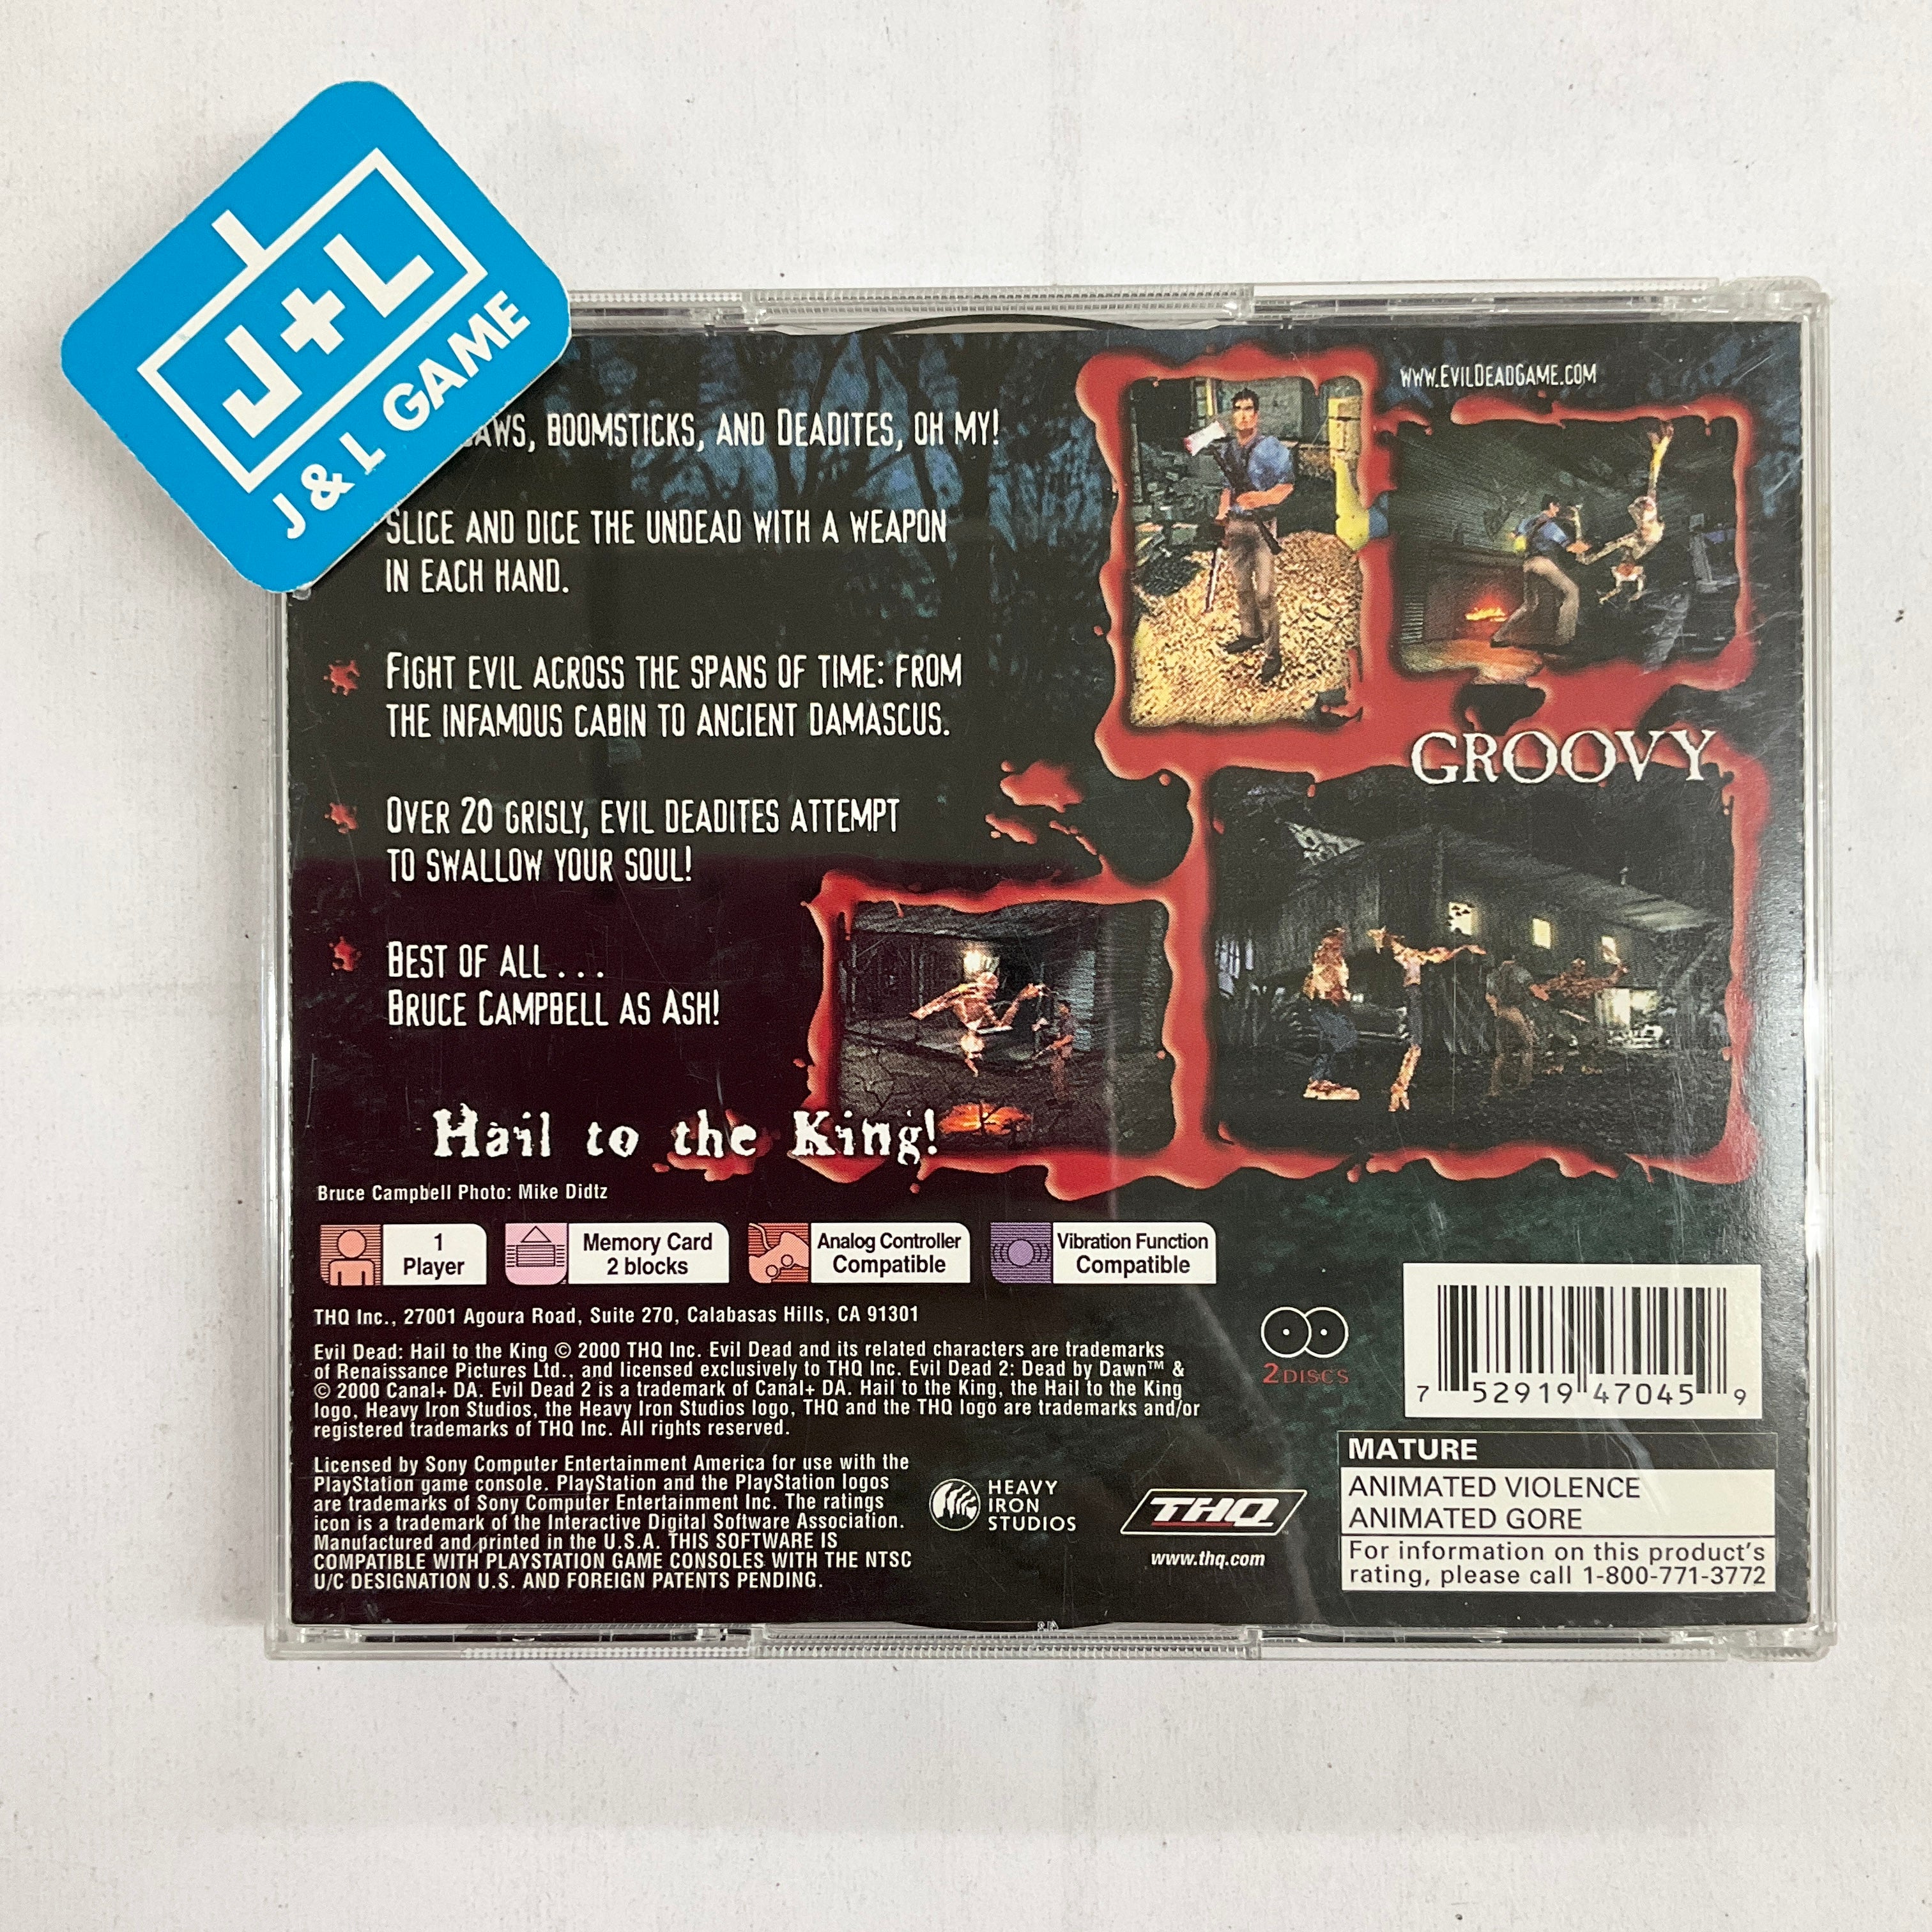 J+L
J & L GAME
AWS, BOOMSTICKS, AND DEADITES, OH MY!
SLICE AND DICE THE UNDEAD WITH A WEAPON
IN EACH HAND.
FIGHT EVIL ACROSS THE SPANS OF TIME: FROM
THE INFAMOUS CABIN TO ANCIENT DAMASCUS.
OVER 20 GRISLY, EVIL DEADITES ATTEMPT
TO SWALLOW YOUR SOUL!
BEST OF ALL . . .
BRUCE CAMPBELL AS ASH!
Hail to the King!
WWW.EVILDEADGAME.COM
GROOVY
Bruce Campbell Photo: Mike Didtz
1
Player
Memory Card
2 blocks
Analog Controller
Compatible
Vibration Function
Compatible
THQ Inc., 27001 Agoura Road, Suite 270, Calabasas Hills, CA 91301
Evil Dead: Hail to the King © 2000 THQ Inc. Evil Dead and its related characters are trademarks
of Renaissance Pictures Ltd., and licensed exclusively to THQ Inc. Evil Dead 2: Dead by Dawn™ &
© 2000 Canal+ DA. Evil Dead 2 is a trademark of Canal+ DA. Hail to the King, the Hail to the King
logo, Heavy Iron Studios, the Heavy Iron Studios logo, THQ and the THQ logo are trademarks and/or
registered trademarks of THQ Inc. All rights reserved.
Licensed by Sony Computer Entertainment America for use with the
PlayStation game console. PlayStation and the PlayStation logos
are trademarks of Sony Computer Entertainment Inc. The ratings
icon is a trademark of the Interactive Digital Software Association.
Manufactured and printed in the U.S.A. THIS SOFTWARE IS
COMPATIBLE WITH PLAYSTATION GAME CONSOLES WITH THE NTSC
U/C DESIGNATION U.S. AND FOREIGN PATENTS PENDING.
HEAVY
IRON
STUDIOS
THQ
www.thq.com
2 DISCS
7 52919 47045 9
MATURE
ANIMATED VIOLENCE
ANIMATED GORE
For information on this product's
rating, please call 1-800-771-3772